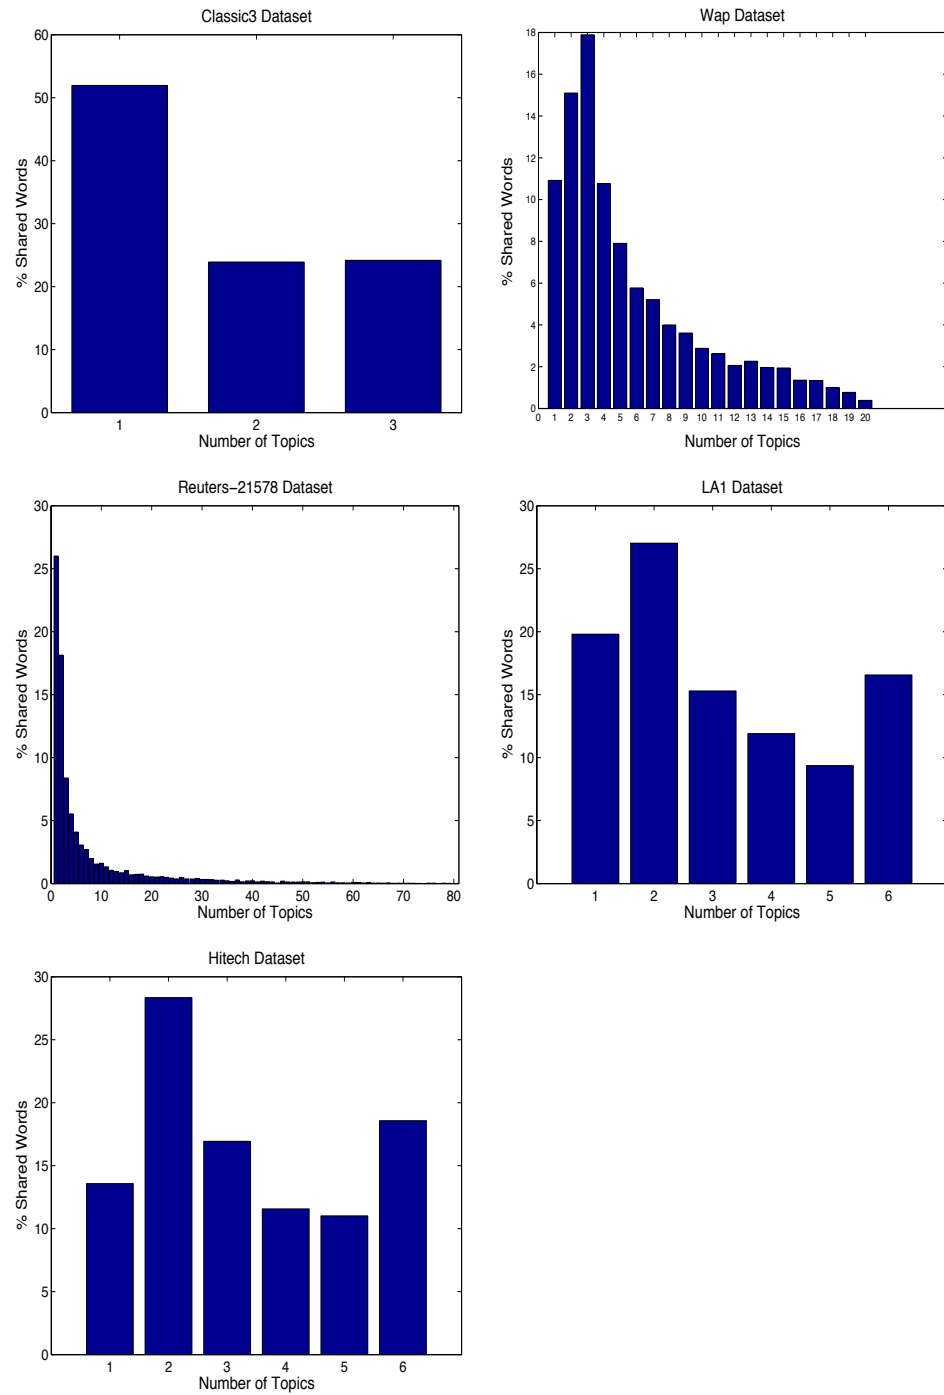 Classic3 Dataset
60
50
40
30
20
10
0
% Shared Words
1 2 3
Number of Topics
Wap Dataset
18
16
14
12
10
8
6
4
2
0
% Shared Words
0 1 2 3 4 5 6 7 8 9 10 11 12 13 14 15 16 17 18 19 20
Number of Topics
Reuters−21578 Dataset
30
25
20
15
10
5
0
% Shared Words
0 10 20 30 40 50 60 70 80
Number of Topics
LA1 Dataset
30
25
20
15
10
5
0
% Shared Words
1 2 3 4 5 6
Number of Topics
Hitech Dataset
30
25
20
15
10
5
0
% Shared Words
1 2 3 4 5 6
Number of Topics